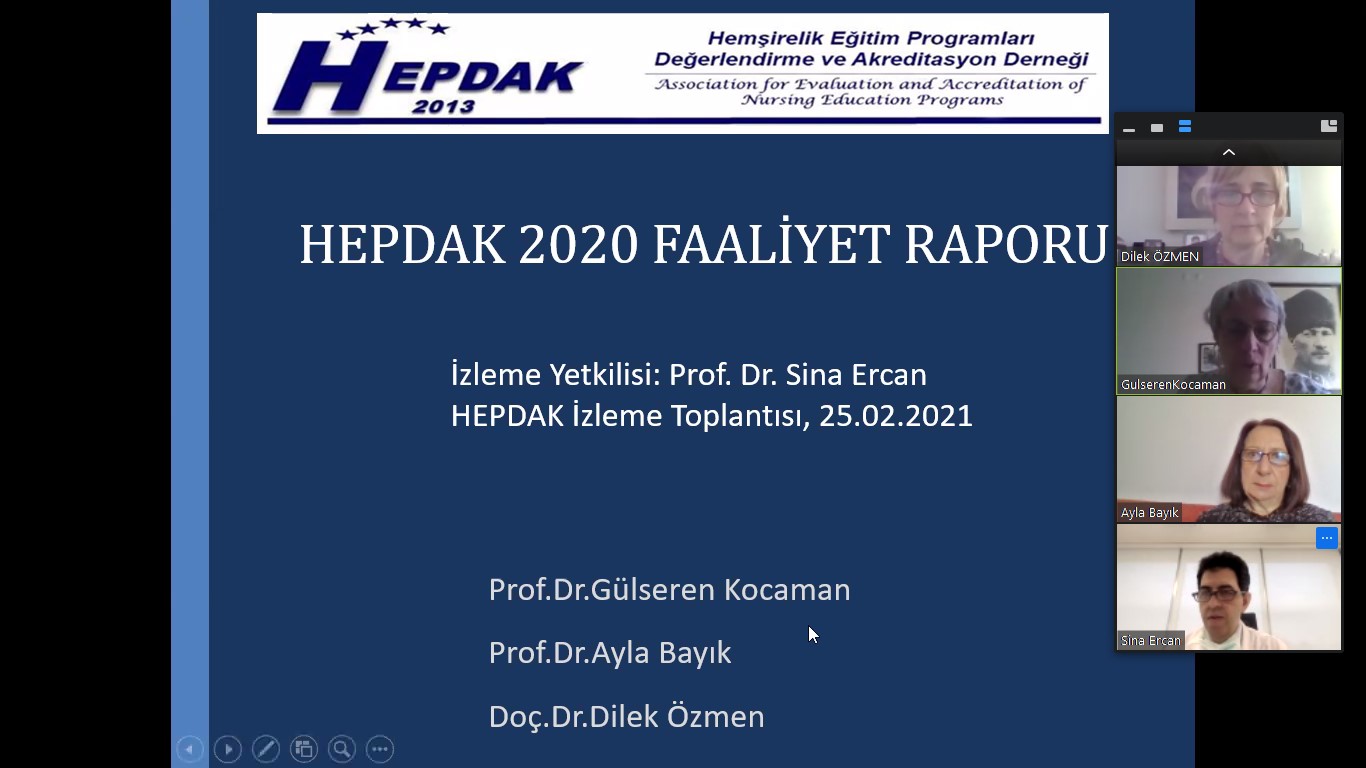 HEPDAK
2013
Hemşirelik Eğitim Programları
Değerlendirme ve Akreditasyon Derneği
Association for Evaluation and Accreditation of
Nursing Education Programs
HEPDAK 2020 FAALİYET RAPORU
İzleme Yetkilisi: Prof. Dr. Sina Ercan
HEPDAK İzleme Toplantısı, 25.02.2021
Prof.Dr.Gülseren Kocaman
Prof.Dr.Ayla Bayık
Doç.Dr.Dilek Özmen
Dilek ÖZMEN
GulserenKocaman
Ayla Bayık
Sina Ercan